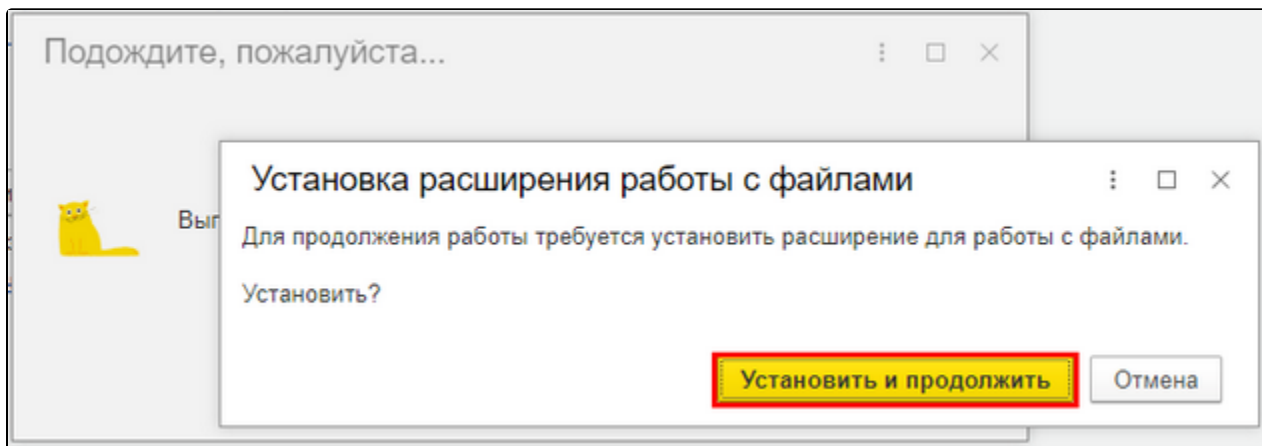 Подождите, пожалуйста...
Установка расширения работы с файлами
Для продолжения работы требуется установить расширение для работы с файлами.
Установить?
Установить и продолжить
Отмена